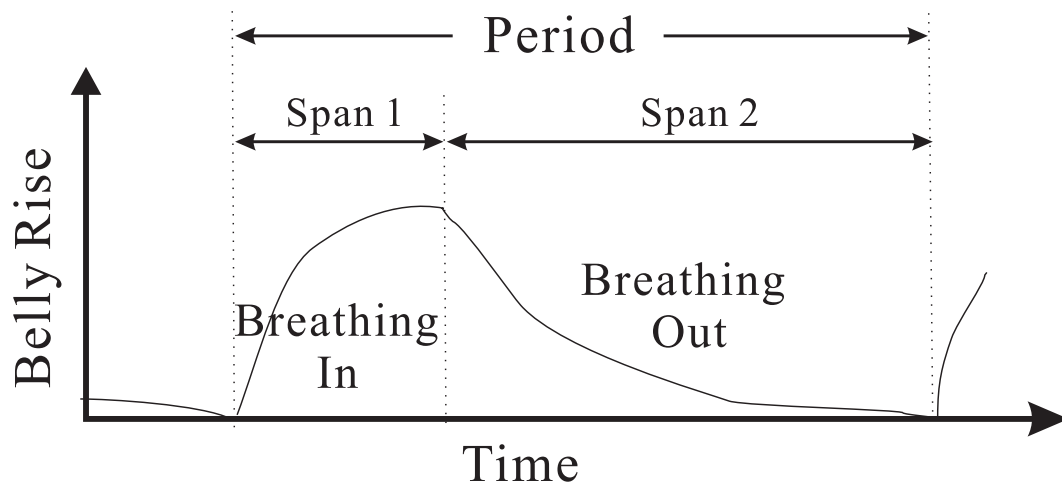 Period
Span 1
Span 2
Belly Rise
Breathing
In
Breathing
Out
Time